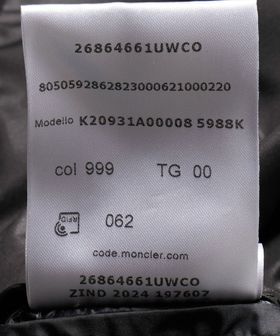 26864661UWCO
8050592862823000621000220
Modello K20931A00008 5988K
col 999 TG 00
RFID 062
code.moncler.com
26864661UWCO
ZIND 2024 197607